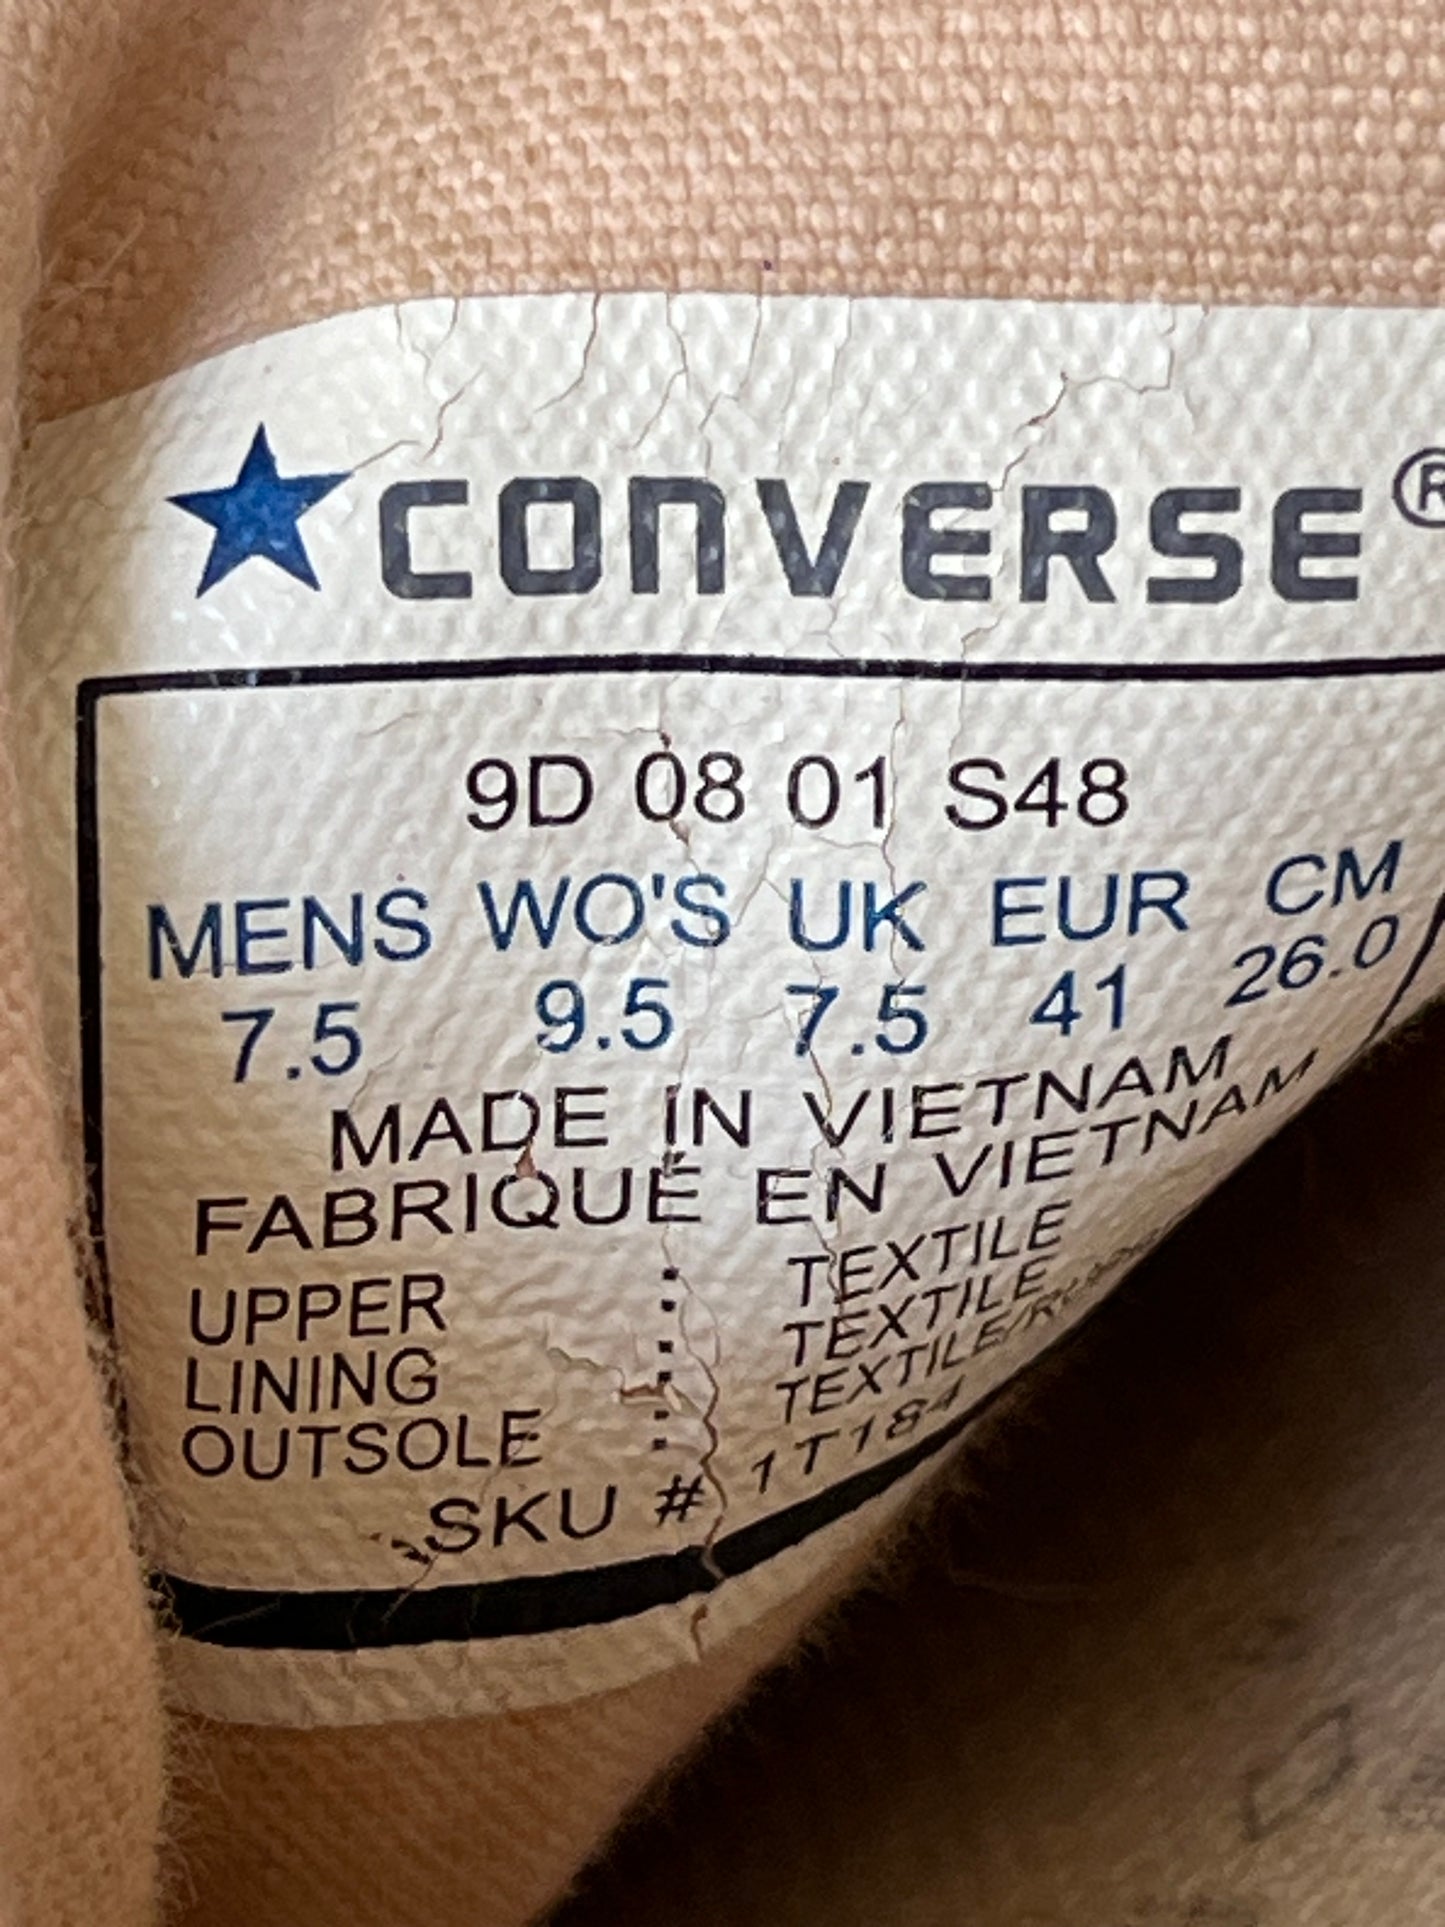 CONVERSE®
9D 08 01 S48
MENS WO'S UK EUR CM
7.5 9.5 7.5 41 26.0
MADE IN VIETNAM
FABRIQUÉ EN VIETNAM
UPPER : TEXTILE
LINING : TEXTILE
OUTSOLE : TEXTILE/
SKU # 1T184